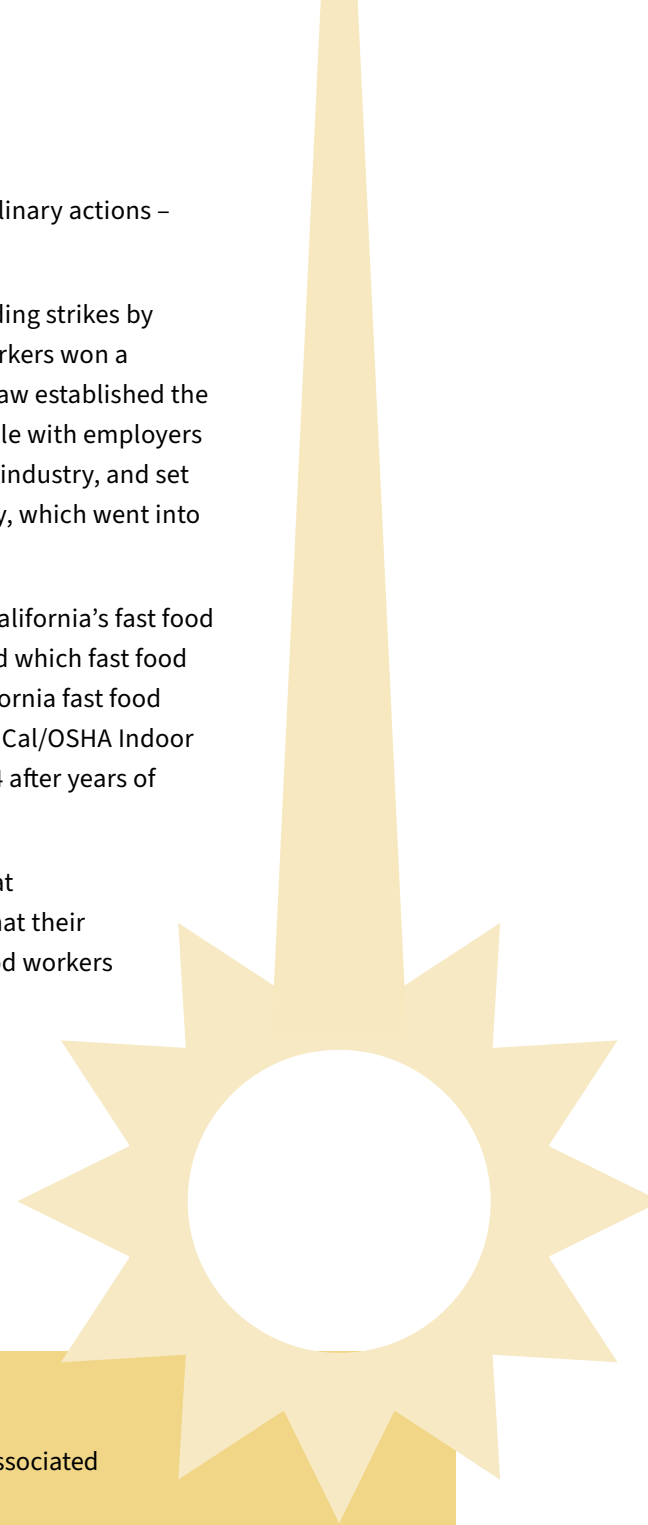 linary actions –
ding strikes by
rkers won a
aw established the
le with employers
industry, and set
y, which went into
alifornia’s fast food
d which fast food
ornia fast food
Cal/OSHA Indoor
4 after years of
at
hat their
od workers
ssociated